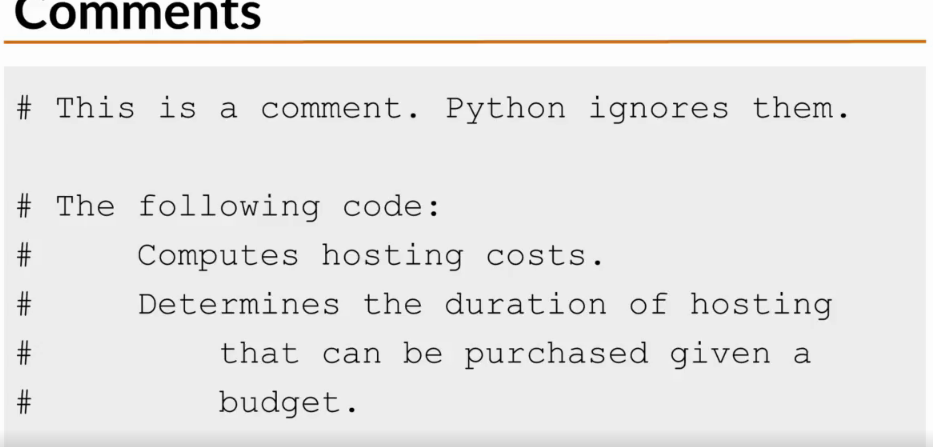 Comments
# This is a comment. Python ignores them.
# The following code:
#     Computes hosting costs.
#     Determines the duration of hosting
#         that can be purchased given a
#         budget.